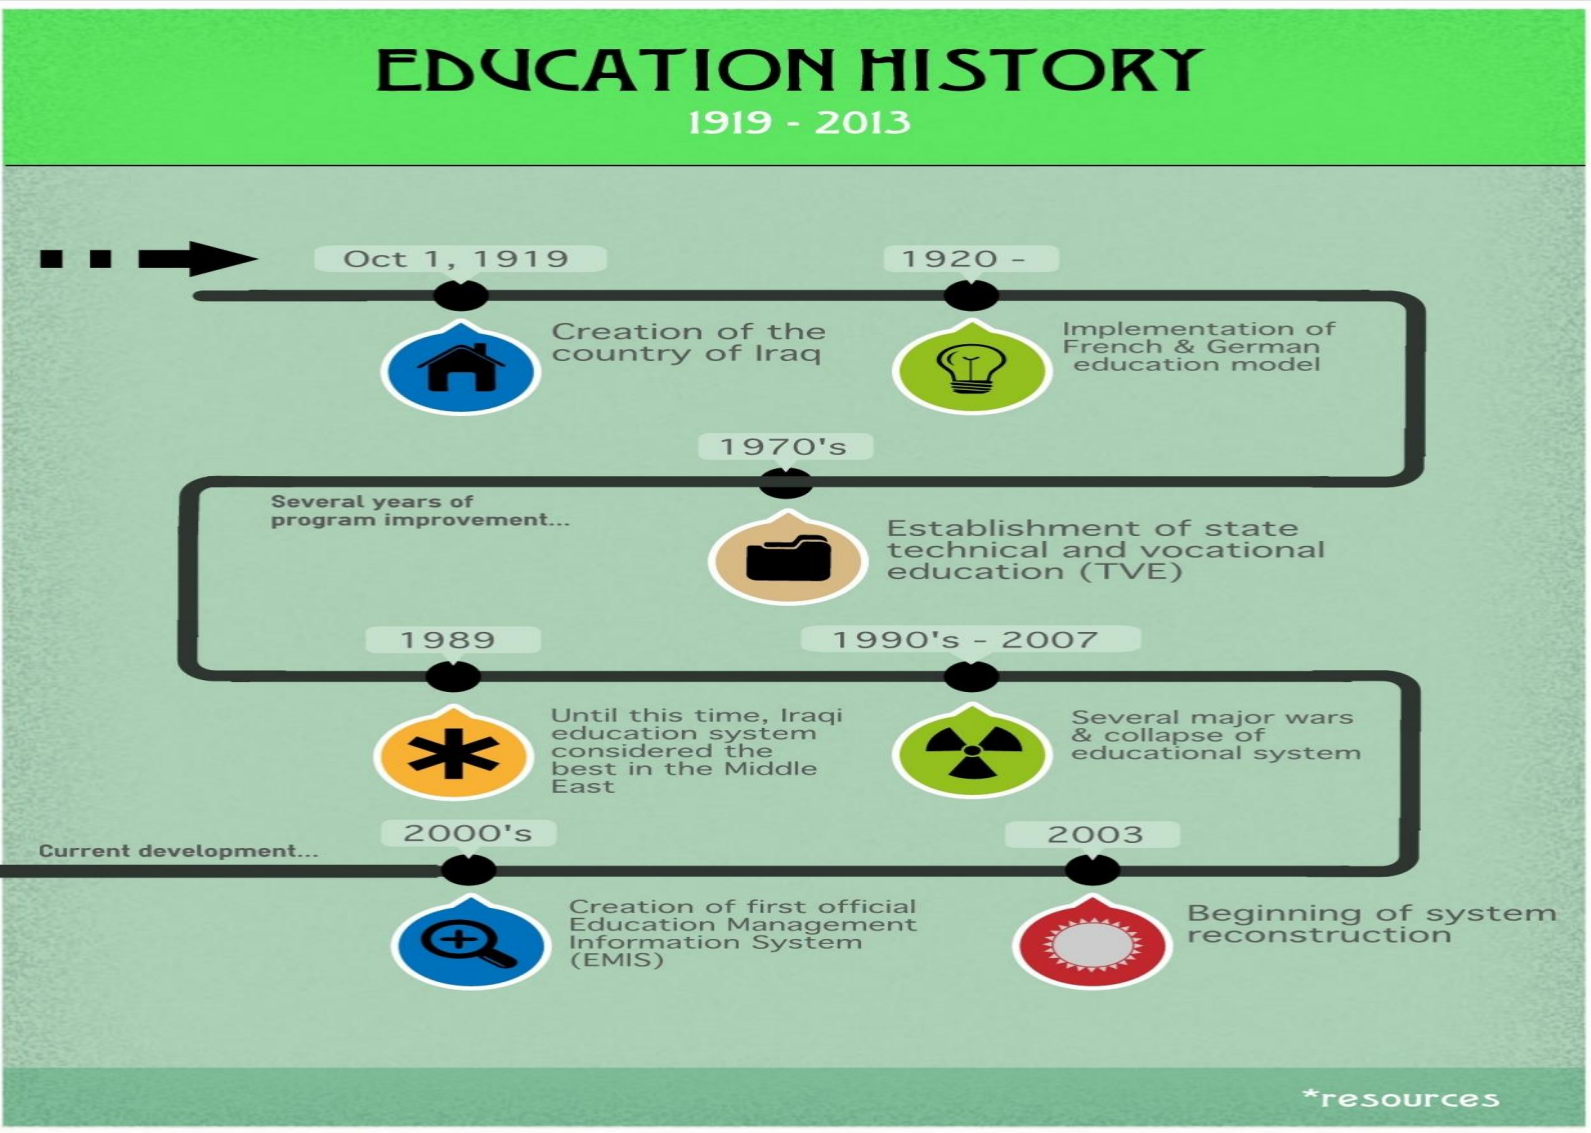 EDUCATION HISTORY
1919 - 2013
Oct 1, 1919
Creation of the
country of Iraq
1920 -
Implementation of
French & German
education model
1970's
Establishment of state
technical and vocational
education (TVE)
Several years of
program improvement...
1989
Until this time, Iraqi
education system
considered the
best in the Middle
East
1990's - 2007
Several major wars
& collapse of
educational system
2003
Beginning of system
reconstruction
2000's
Creation of first official
Education Management
Information System
(EMIS)
Current development...
*resources